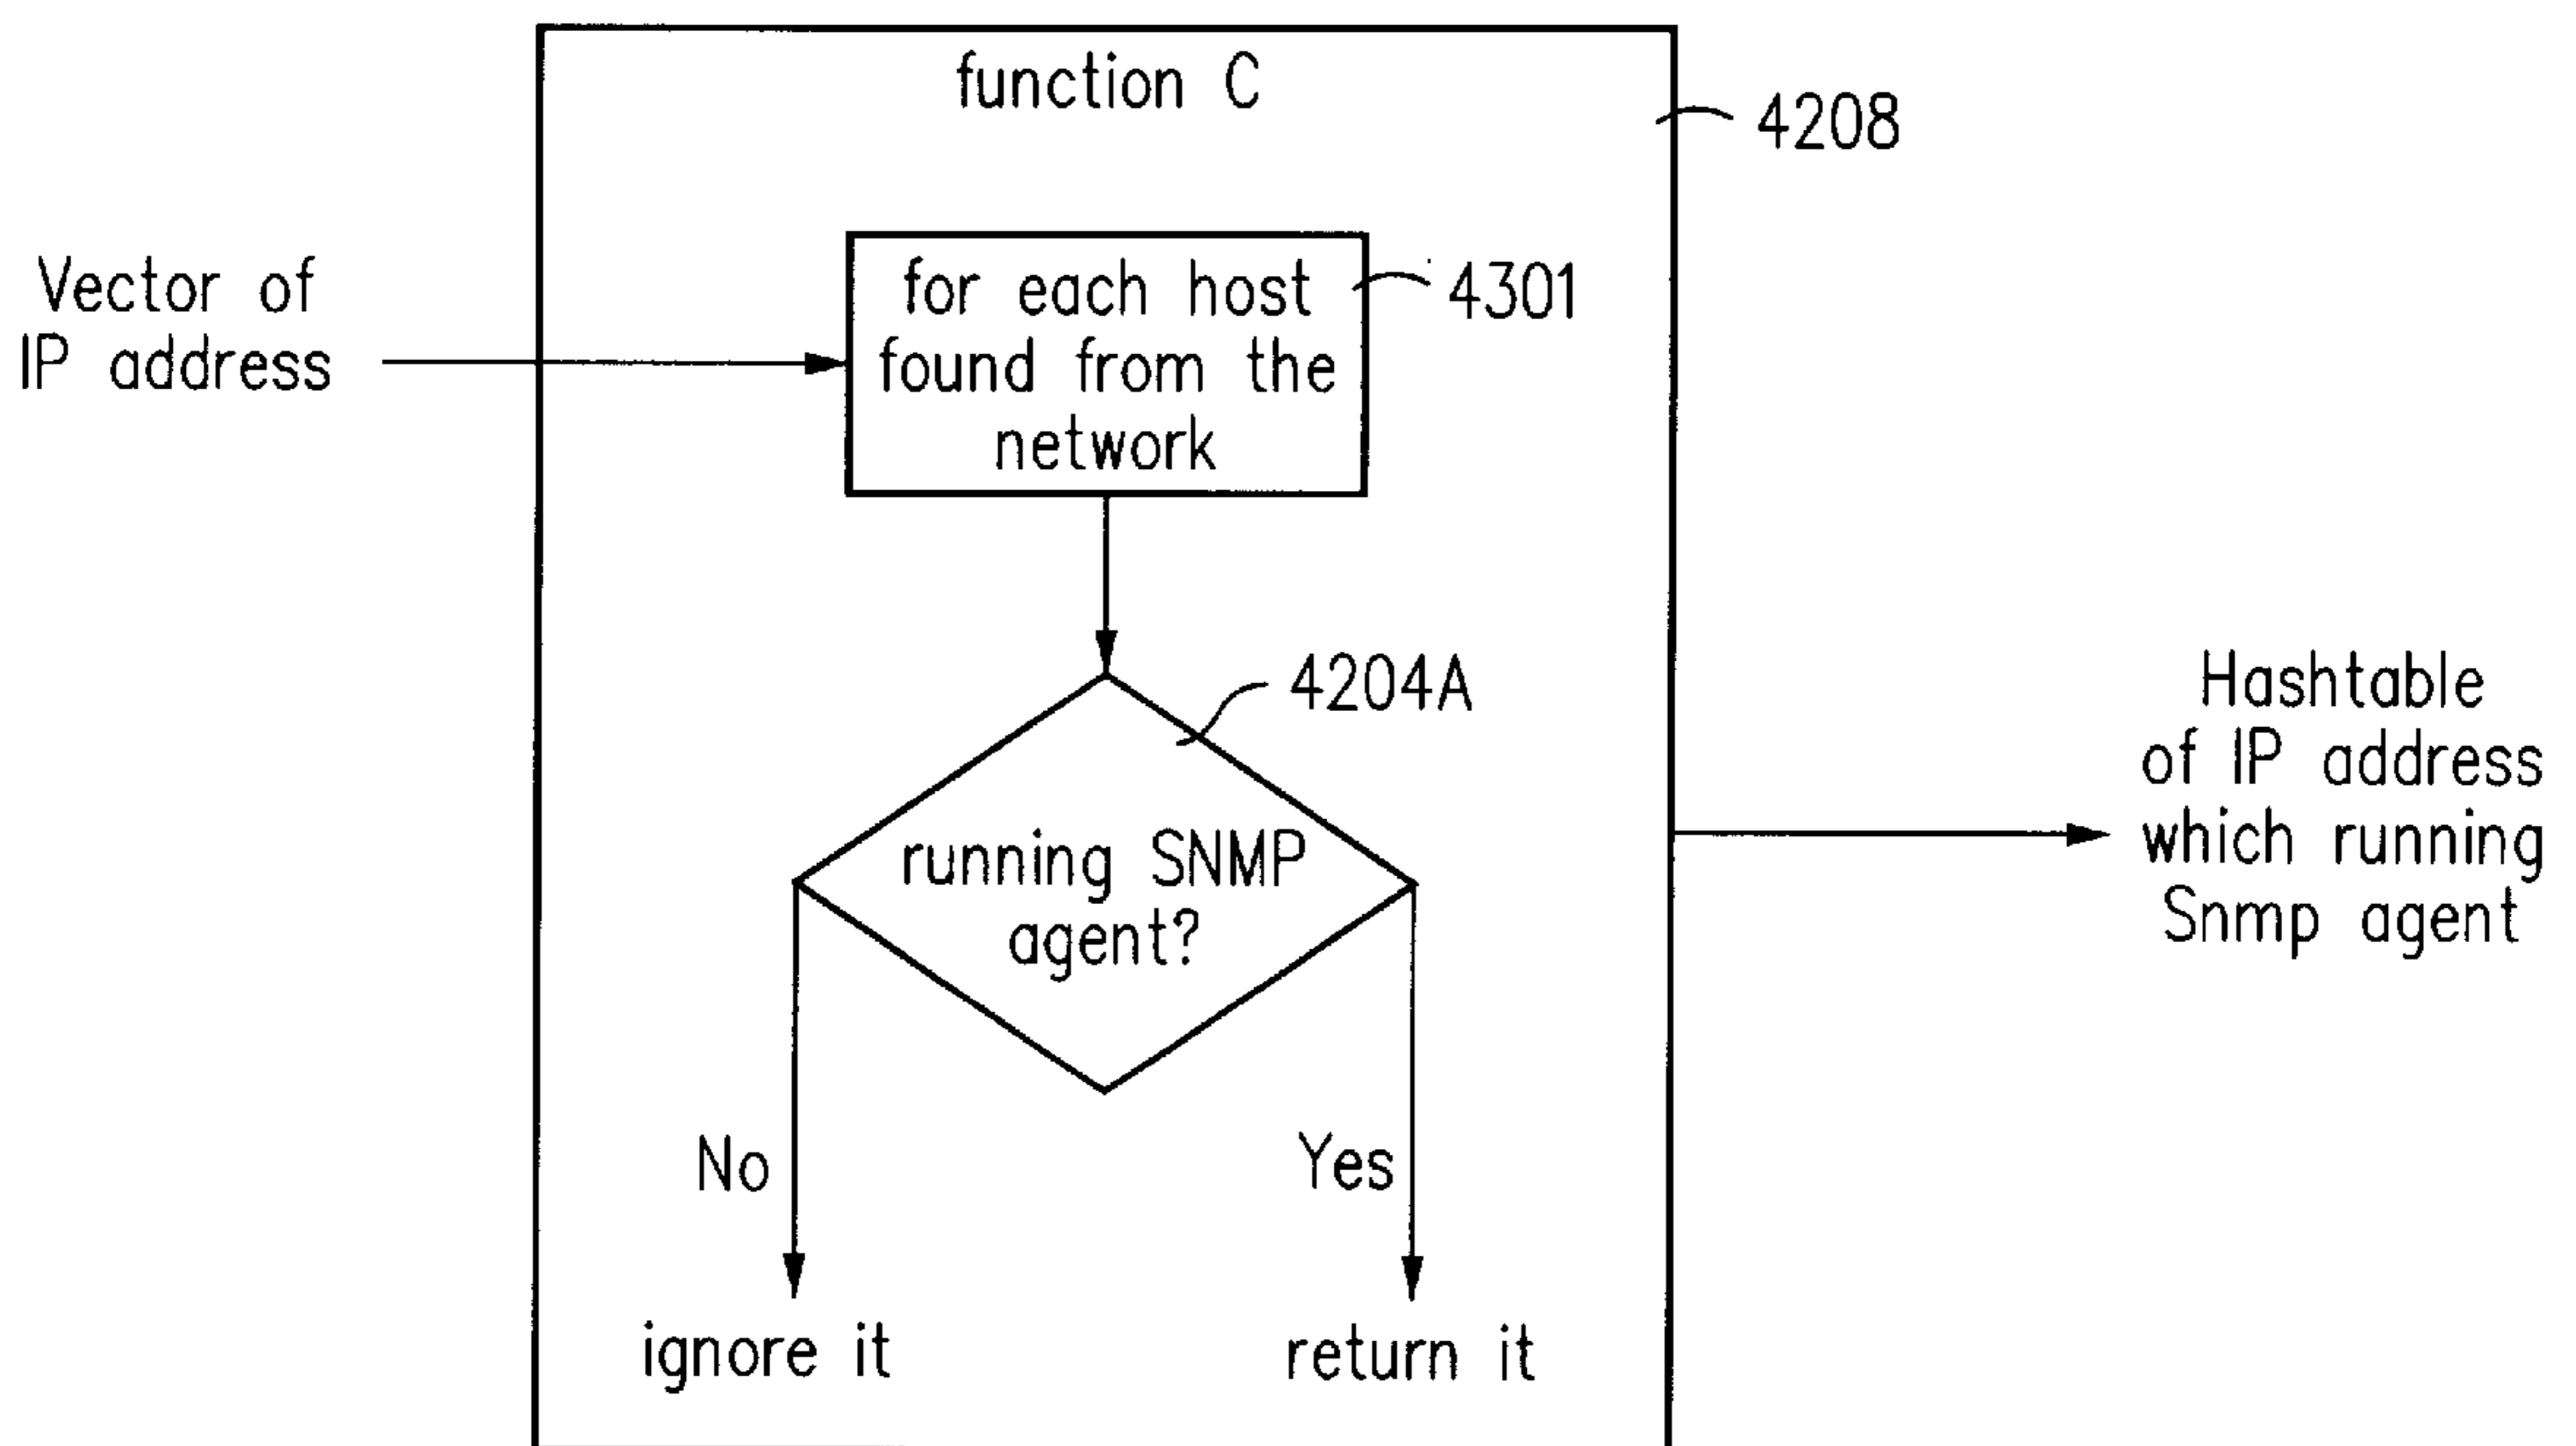 function C
4208
Vector of
IP address
for each host
found from the
network
4301
4204A
running SNMP
agent?
Hashtable
of IP address
which running
Snmp agent
No
Yes
ignore it
return it